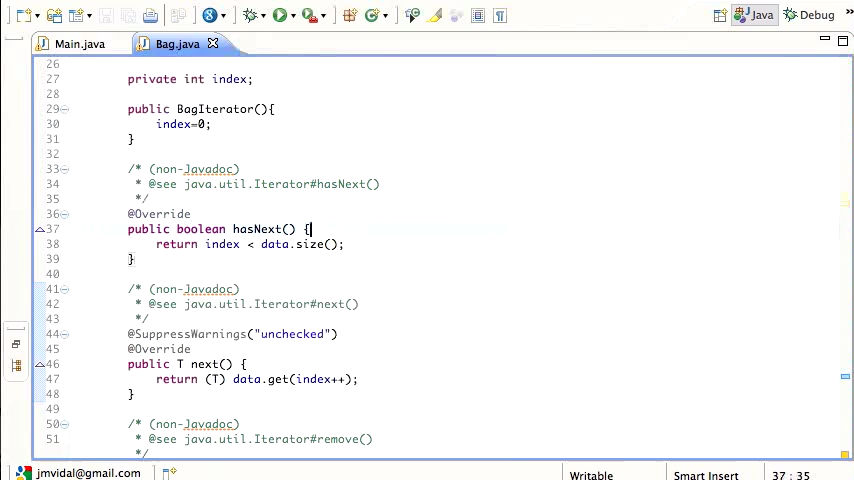 Java
Debug
Main.java
Bag.java
26
27 private int index;
28
29 public BagIterator(){
30 index=0;
31 }
32
33 /* (non-Javadoc)
34 * @see java.util.Iterator#hasNext()
35 */
36 @Override
37 public boolean hasNext() {
38 return index < data.size();
39 }
40
41 /* (non-Javadoc)
42 * @see java.util.Iterator#next()
43 */
44 @SuppressWarnings("unchecked")
45 @Override
46 public T next() {
47 return (T) data.get(index++);
48 }
49
50 /* (non-Javadoc)
51 * @see java.util.Iterator#remove()
*/
jmvidal@gmail.com
Writable
Smart Insert
37 : 35